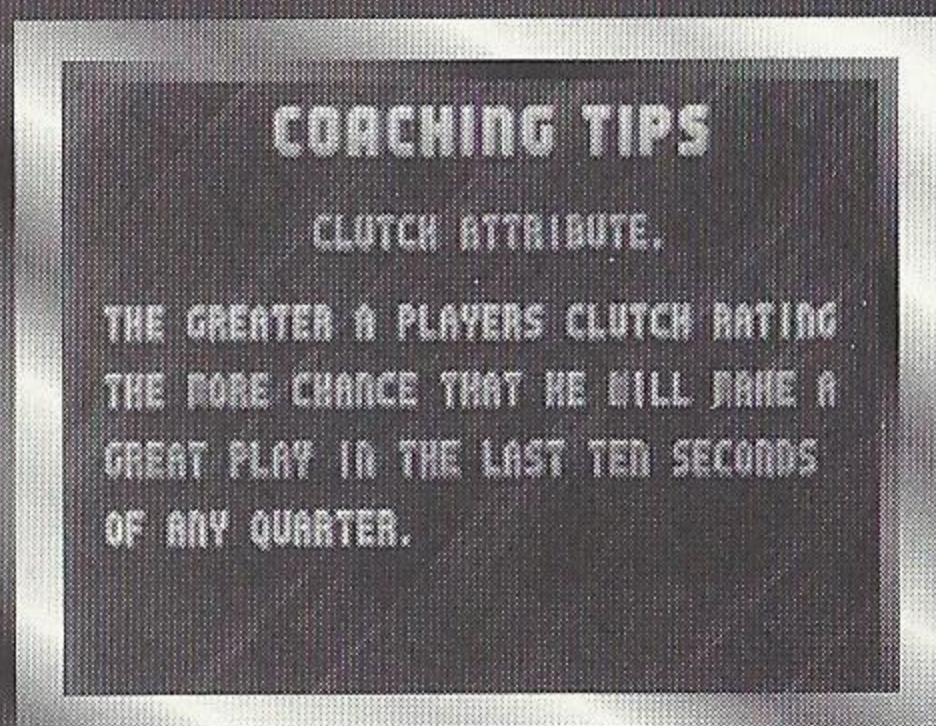 COACHING TIPS
CLUTCH ATTRIBUTE.
THE GREATER A PLAYERS CLUTCH RATING
THE MORE CHANCE THAT HE WILL MAKE A
GREAT PLAY IN THE LAST TEN SECONDS
OF ANY QUARTER.